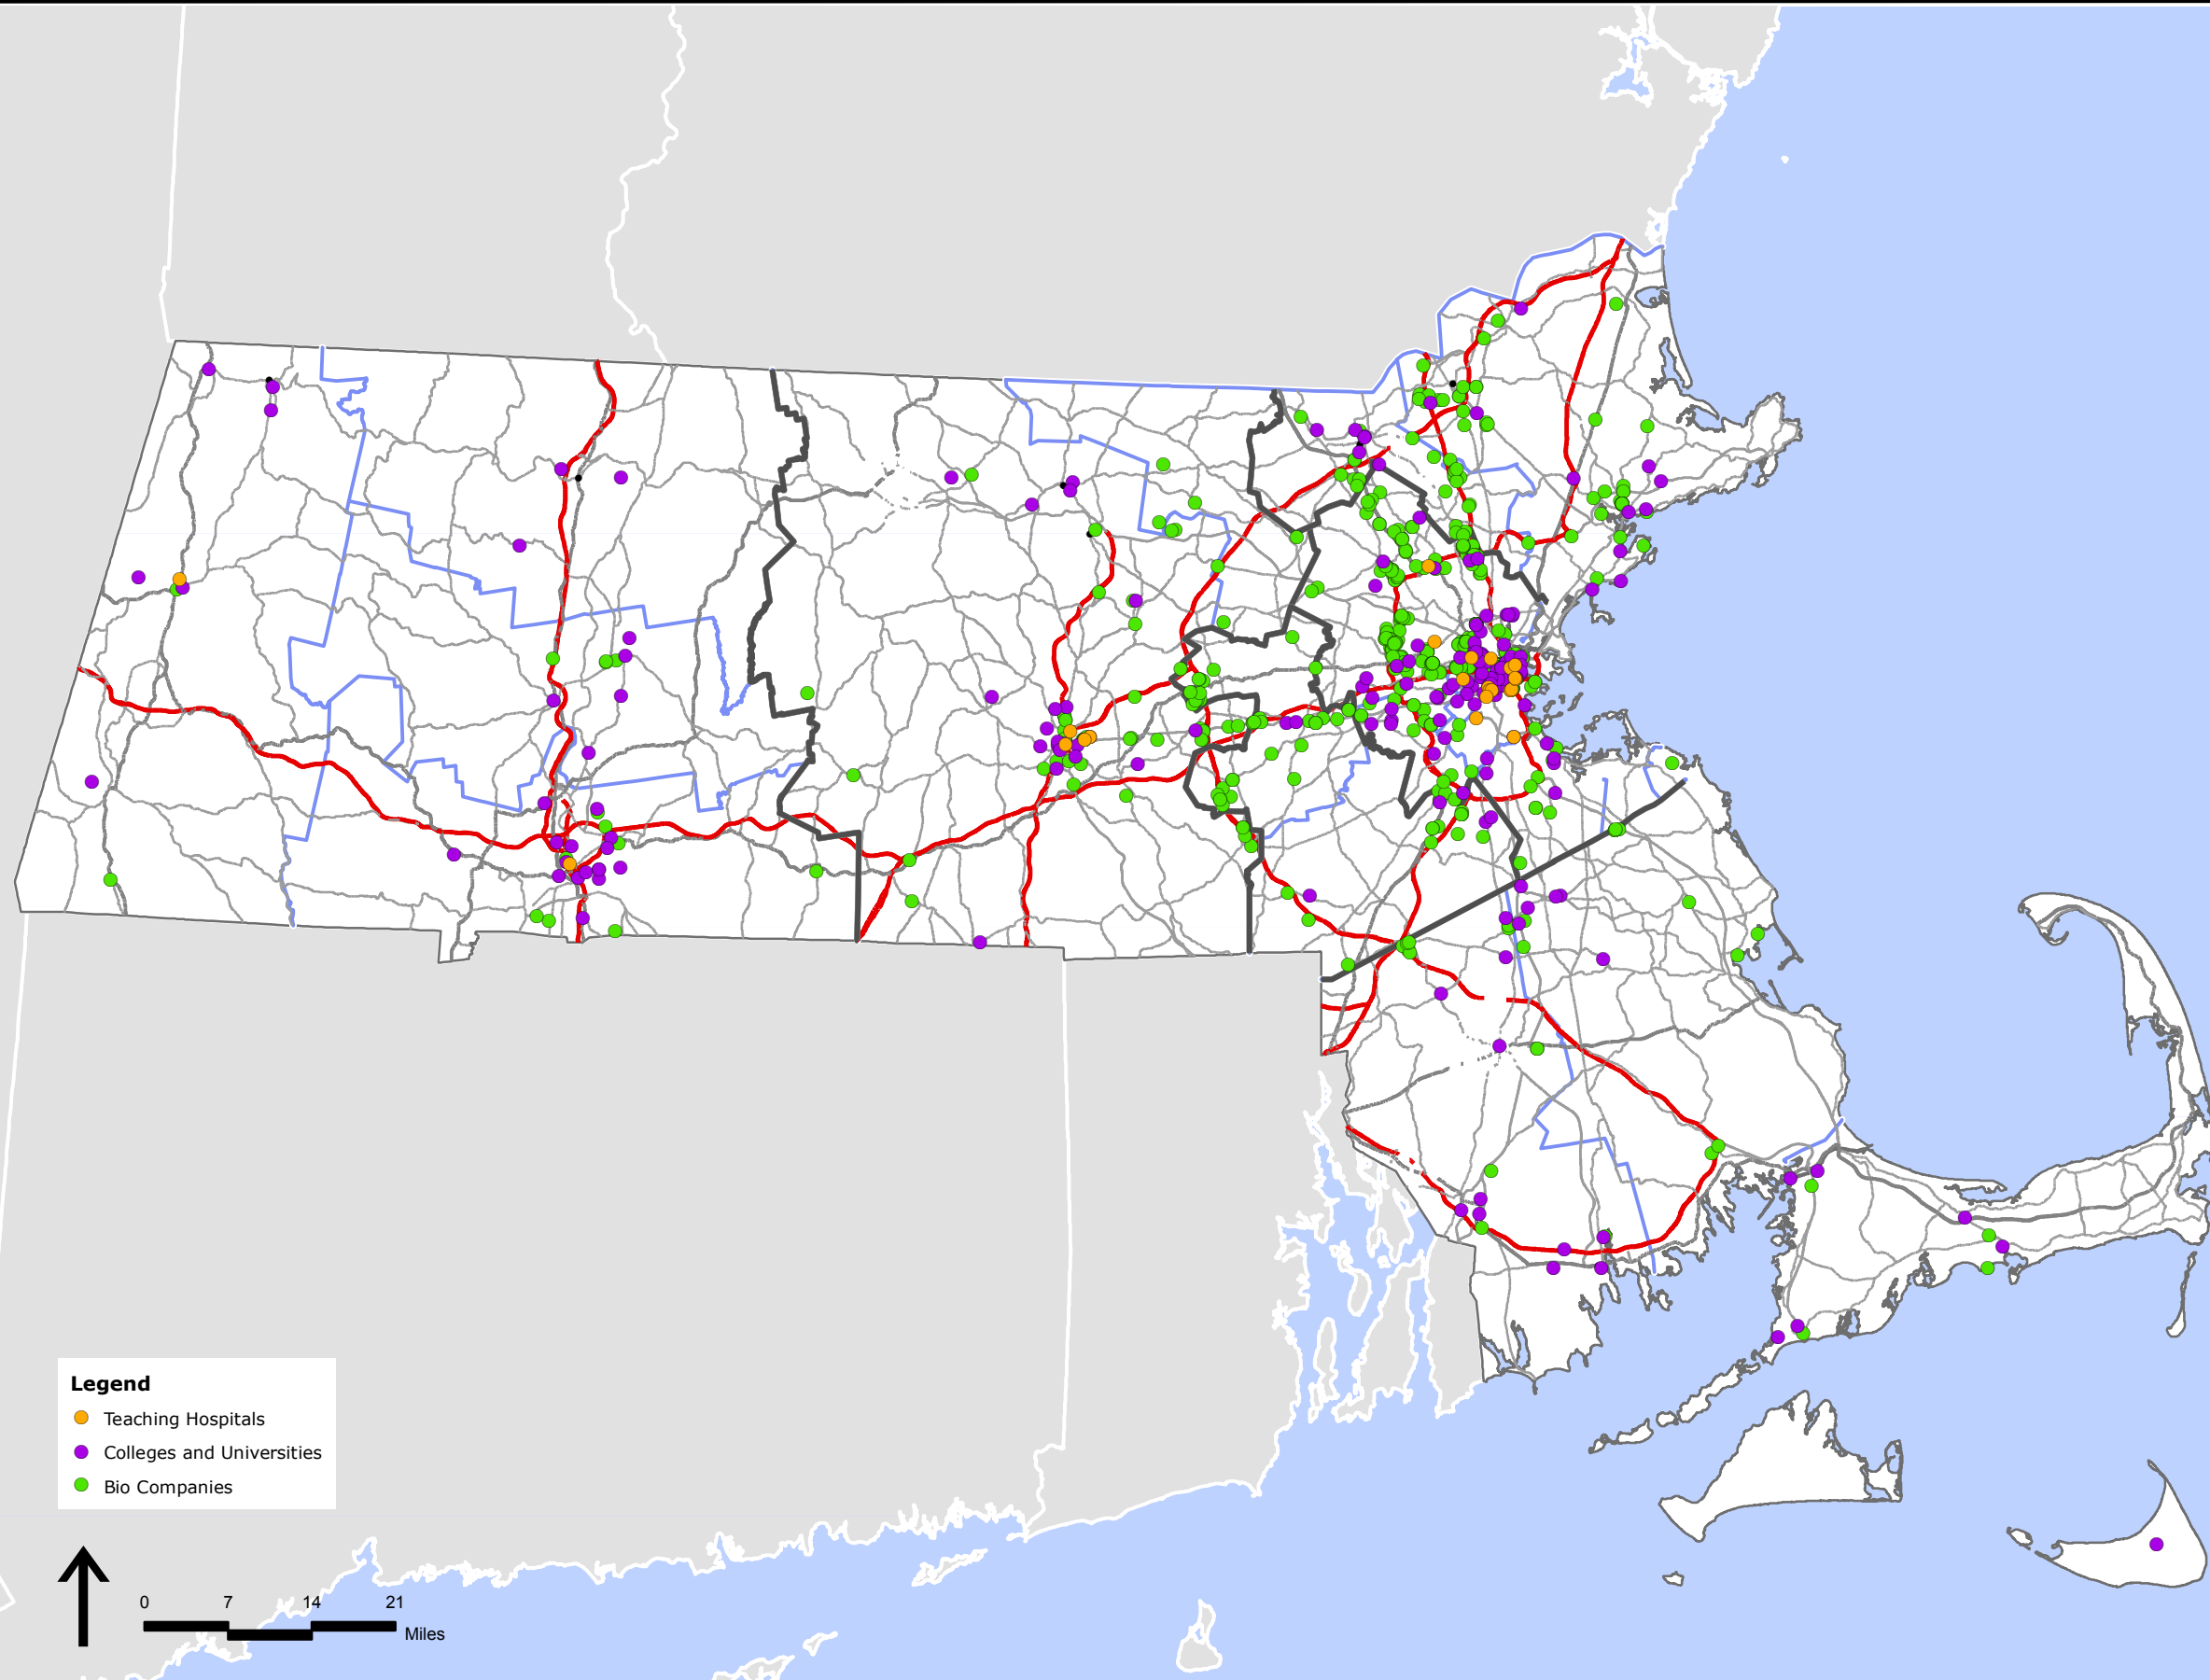 Legend
Teaching Hospitals
Colleges and Universities
Bio Companies
0 7 14 21
Miles